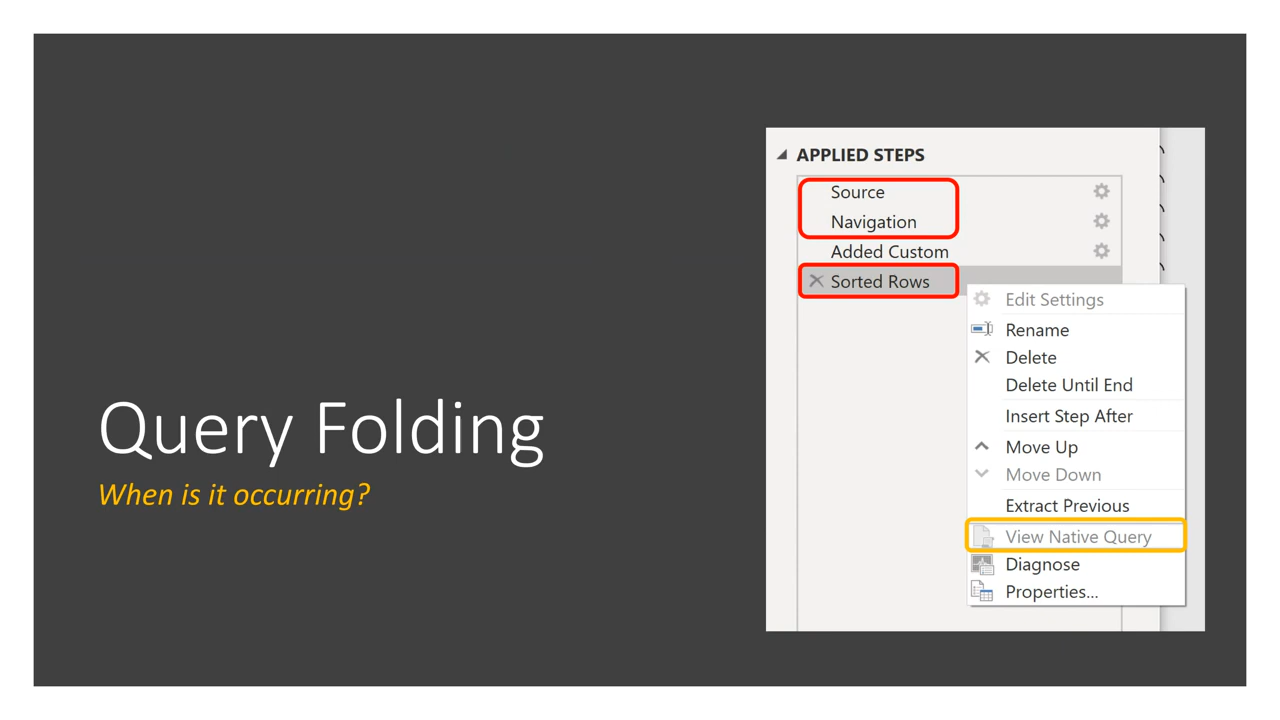 Query Folding
When is it occurring?
APPLIED STEPS
Source
Navigation
Added Custom
Sorted Rows
Edit Settings
Rename
Delete
Delete Until End
Insert Step After
Move Up
Move Down
Extract Previous
View Native Query
Diagnose
Properties...